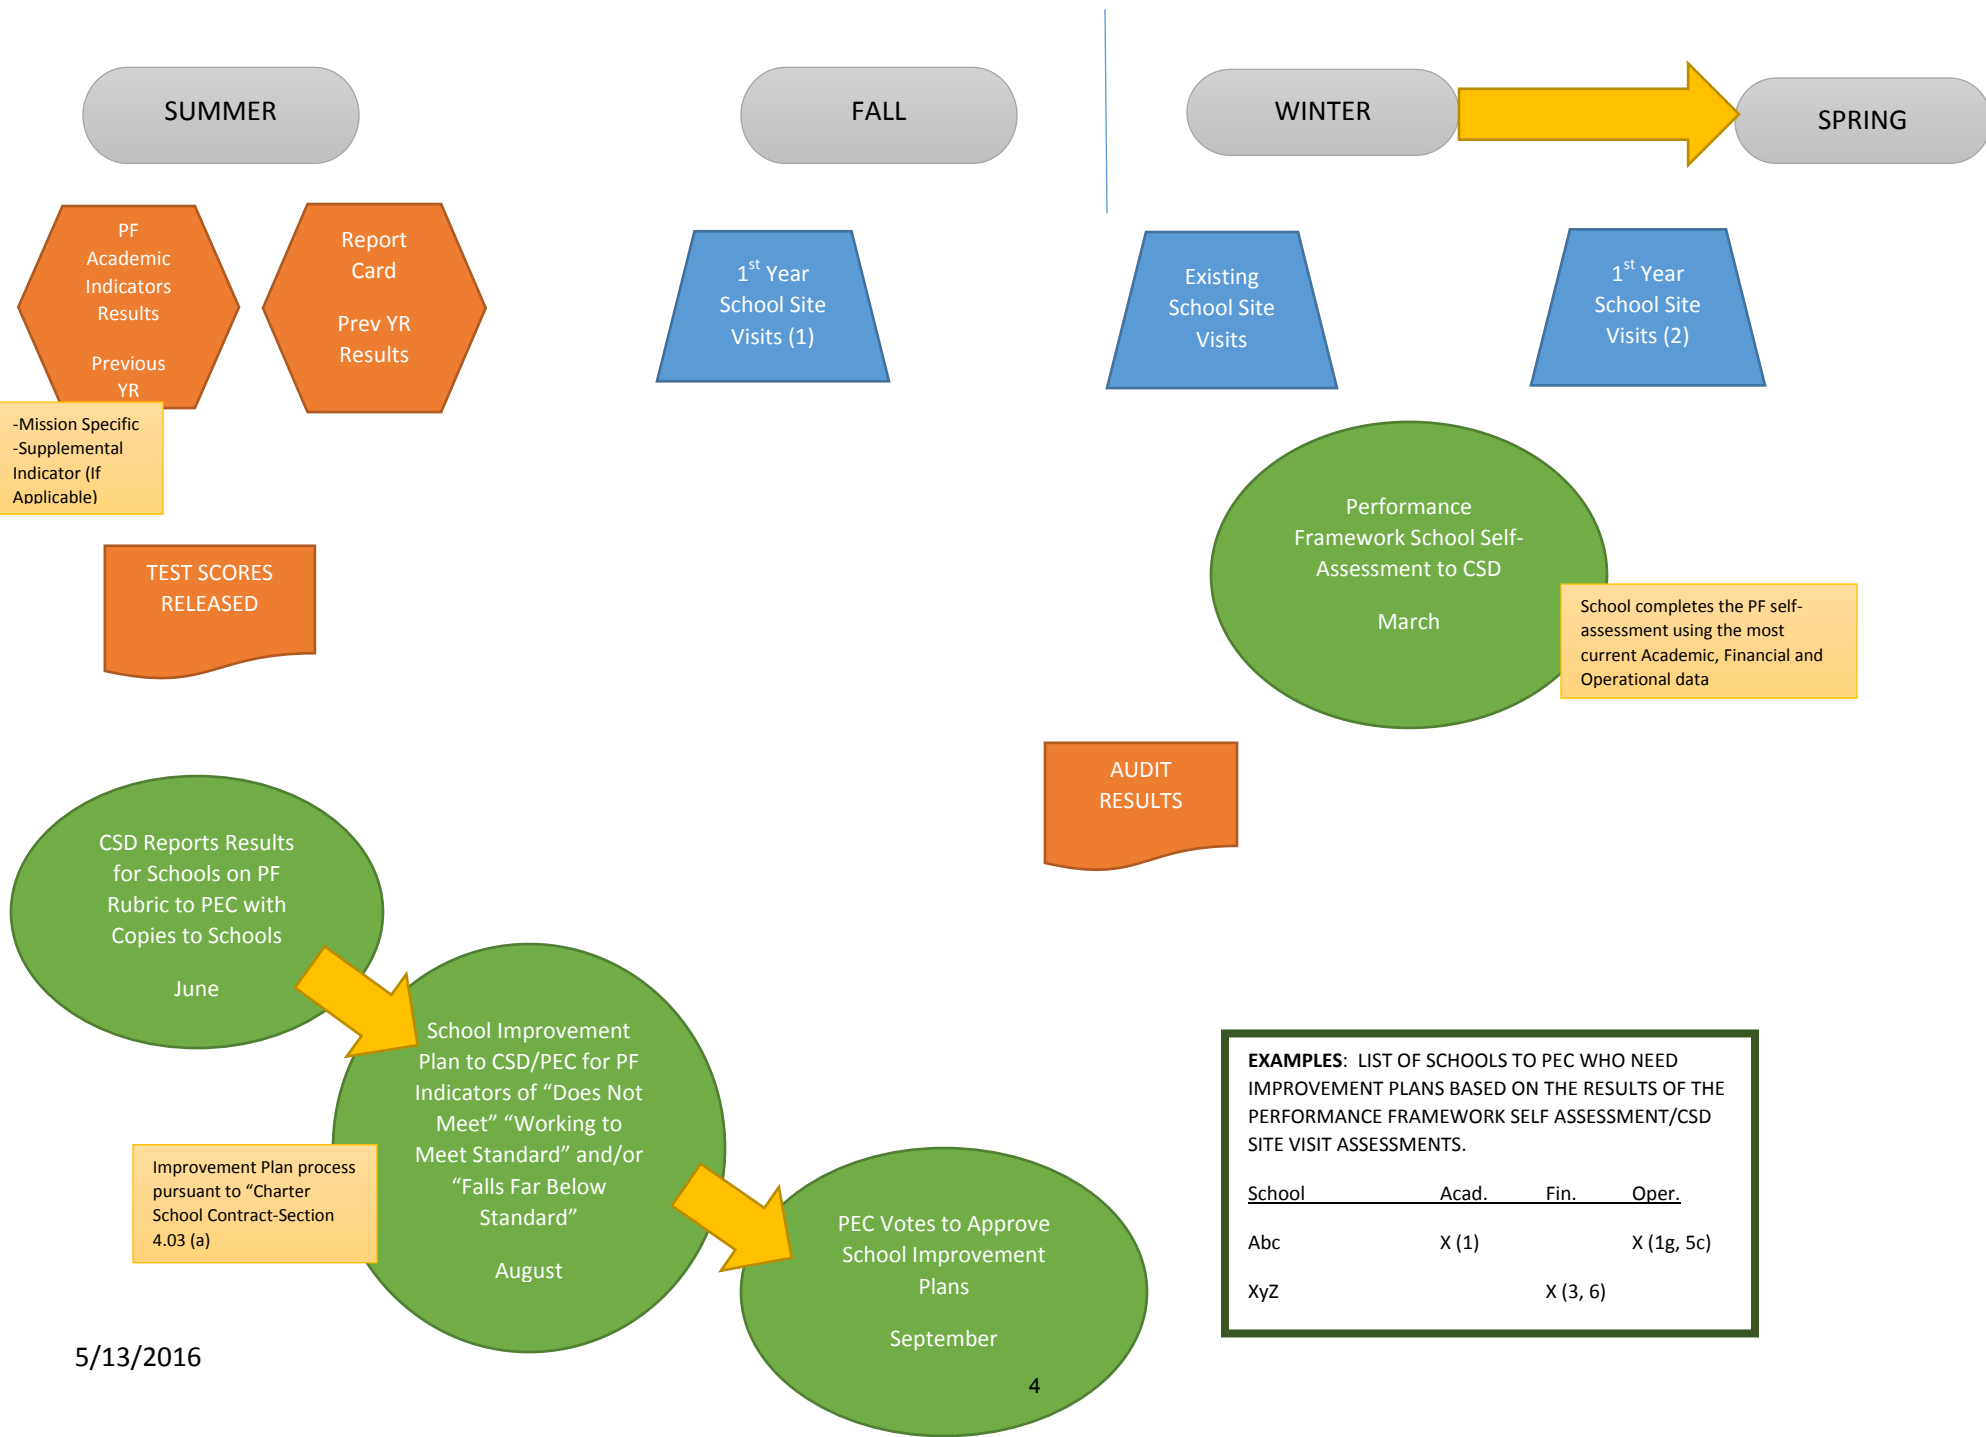 SUMMER
FALL
WINTER
SPRING
PF
Academic
Indicators
Results
Previous
YR
Report
Card
Prev YR
Results
1st Year
School Site
Visits (1)
Existing
School Site
Visits
1st Year
School Site
Visits (2)
-Mission Specific
-Supplemental
Indicator (If
Applicable)
Performance
Framework School Self-
Assessment to CSD
March
School completes the PF self-
assessment using the most
current Academic, Financial and
Operational data
TEST SCORES
RELEASED
AUDIT
RESULTS
CSD Reports Results
for Schools on PF
Rubric to PEC with
Copies to Schools
June
School Improvement
Plan to CSD/PEC for PF
Indicators of “Does Not
Meet” “Working to
Meet Standard” and/or
“Falls Far Below
Standard”
August
Improvement Plan process
pursuant to “Charter
School Contract-Section
4.03 (a)
PEC Votes to Approve
School Improvement
Plans
September
EXAMPLES: LIST OF SCHOOLS TO PEC WHO NEED
IMPROVEMENT PLANS BASED ON THE RESULTS OF THE
PERFORMANCE FRAMEWORK SELF ASSESSMENT/CSD
SITE VISIT ASSESSMENTS.
School Acad. Fin. Oper.
Abc X (1) X (1g, 5c)
XyZ X (3, 6)
5/13/2016
4